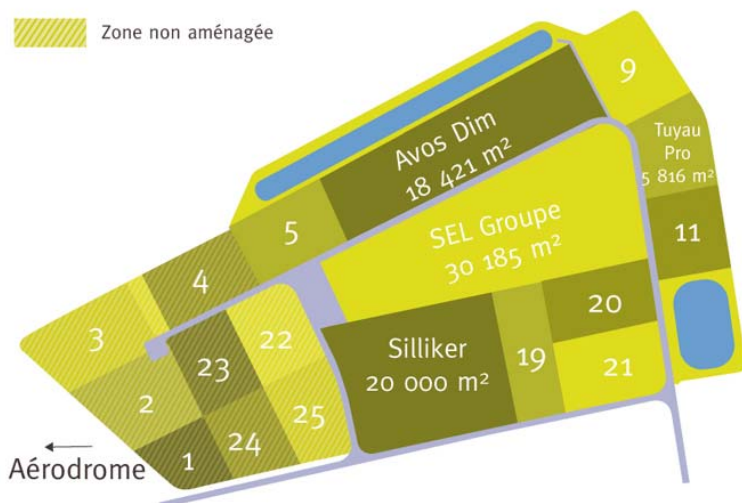 Zone non aménagée
9
Avos Dim
18 421 m²
Tuyau
Pro
5 816 m²
5
SEL Groupe
30 185 m²
11
4
3
20
22
Silliker
20 000 m²
23
19
21
2
25
24
1
Aérodrome